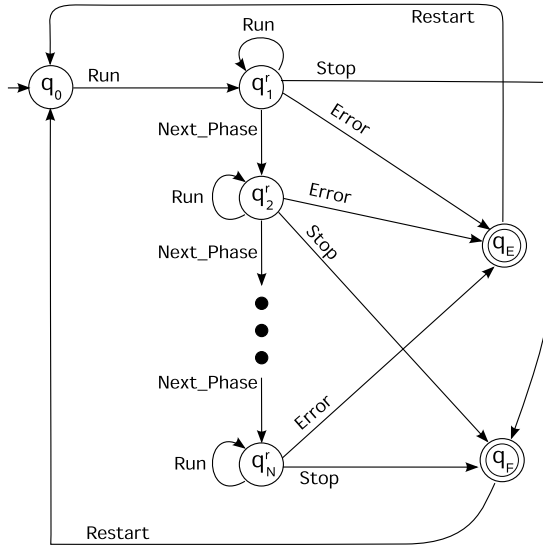 Restart
Run
q0
Run
q1r
Stop
Error
Next_Phase
Run
q2r
Error
Stop
qE
Next_Phase
Next_Phase
Error
Run
qNr
Stop
qF
Restart